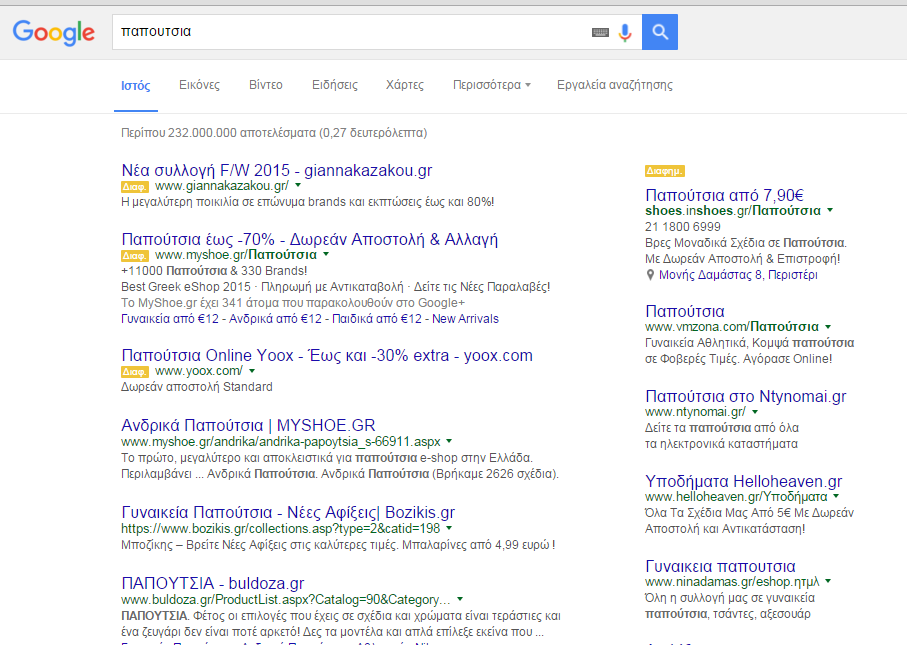 Google
παπουτσια
Ιστός Εικόνες Βίντεο Ειδήσεις Χάρτες Περισσότερα Εργαλεία αναζήτησης
Περίπου 232.000.000 αποτελέσματα (0,27 δευτερόλεπτα)
Νέα συλλογή F/W 2015 - giannakazakou.gr
Διαφ. www.giannakazakou.gr/
Η μεγαλύτερη ποικιλία σε επώνυμα brands και εκπτώσεις έως και 80%!
Παπούτσια έως -70% - Δωρεάν Αποστολή & Αλλαγή
Διαφ. www.myshoe.gr/Παπούτσια
+11000 Παπούτσια & 330 Brands!
Best Greek eShop 2015 · Πληρωμή με Αντικαταβολή · Δείτε τις Νέες Παραλαβές!
Το MyShoe.gr έχει 341 άτομα που παρακολουθούν στο Google+
Γυναικεία από €12 - Ανδρικά από €12 - Παιδικά από €12 - New Arrivals
Παπούτσια Online Yoox - Έως και -30% extra - yoox.com
Διαφ. www.yoox.com/
Δωρεάν αποστολή Standard
Ανδρικά Παπούτσια | MYSHOE.GR
www.myshoe.gr/andrika/andrika-papoytsia_s-66911.aspx
Το πρώτο, μεγαλύτερο και αποκλειστικά για παπούτσια e-shop στην Ελλάδα.
Περιλαμβάνει ... Ανδρικά Παπούτσια. Ανδρικά Παπούτσια (Βρήκαμε 2626 σχέδια).
Γυναικεία Παπούτσια - Νέες Αφίξεις| Bozikis.gr
https://www.bozikis.gr/collections.asp?type=2&catid=198
Μποζίκης – Βρείτε Νέες Αφίξεις στις καλύτερες τιμές. Μπαλαρίνες από 4,99 ευρώ !
ΠΑΠΟΥΤΣΙΑ - buldoza.gr
www.buldoza.gr/ProductList.aspx?Catalog=90&Category...
ΠΑΠΟΥΤΣΙΑ. Φέτος οι επιλογές που έχεις σε σχέδια και χρώματα είναι τεράστιες και
ένα ζευγάρι δεν είναι ποτέ αρκετό! Δες τα μοντέλα και απλά επίλεξε εκείνα που ...
Διαφημ.
Παπούτσια από 7,90€
shoes.inshoes.gr/Παπούτσια
21 1800 6999
Βρες Μοναδικά Σχέδια σε Παπούτσια.
Με Δωρεάν Αποστολή & Επιστροφή!
Μονής Δαμάστας 8, Περιστέρι
Παπούτσια
www.vmzona.com/Παπούτσια
Γυναικεία Αθλητικά, Κομψά παπούτσια
σε Φοβερές Τιμές. Αγόρασε Online!
Παπούτσια στο Ntynomai.gr
www.ntynomai.gr/
Δείτε τα παπούτσια από όλα
τα ηλεκτρονικά καταστήματα
Υποδήματα Helloheaven.gr
www.helloheaven.gr/Υποδήματα
Όλα Τα Σχέδια Μας Από 5€ Με Δωρεάν
Αποστολή και Αντικατάσταση!
Γυναικεια παπουτσια
www.ninadamas.gr/eshop.ητμλ
Όλη η συλλογή μας σε γυναικεία
παπούτσια, τσάντες, αξεσουάρ